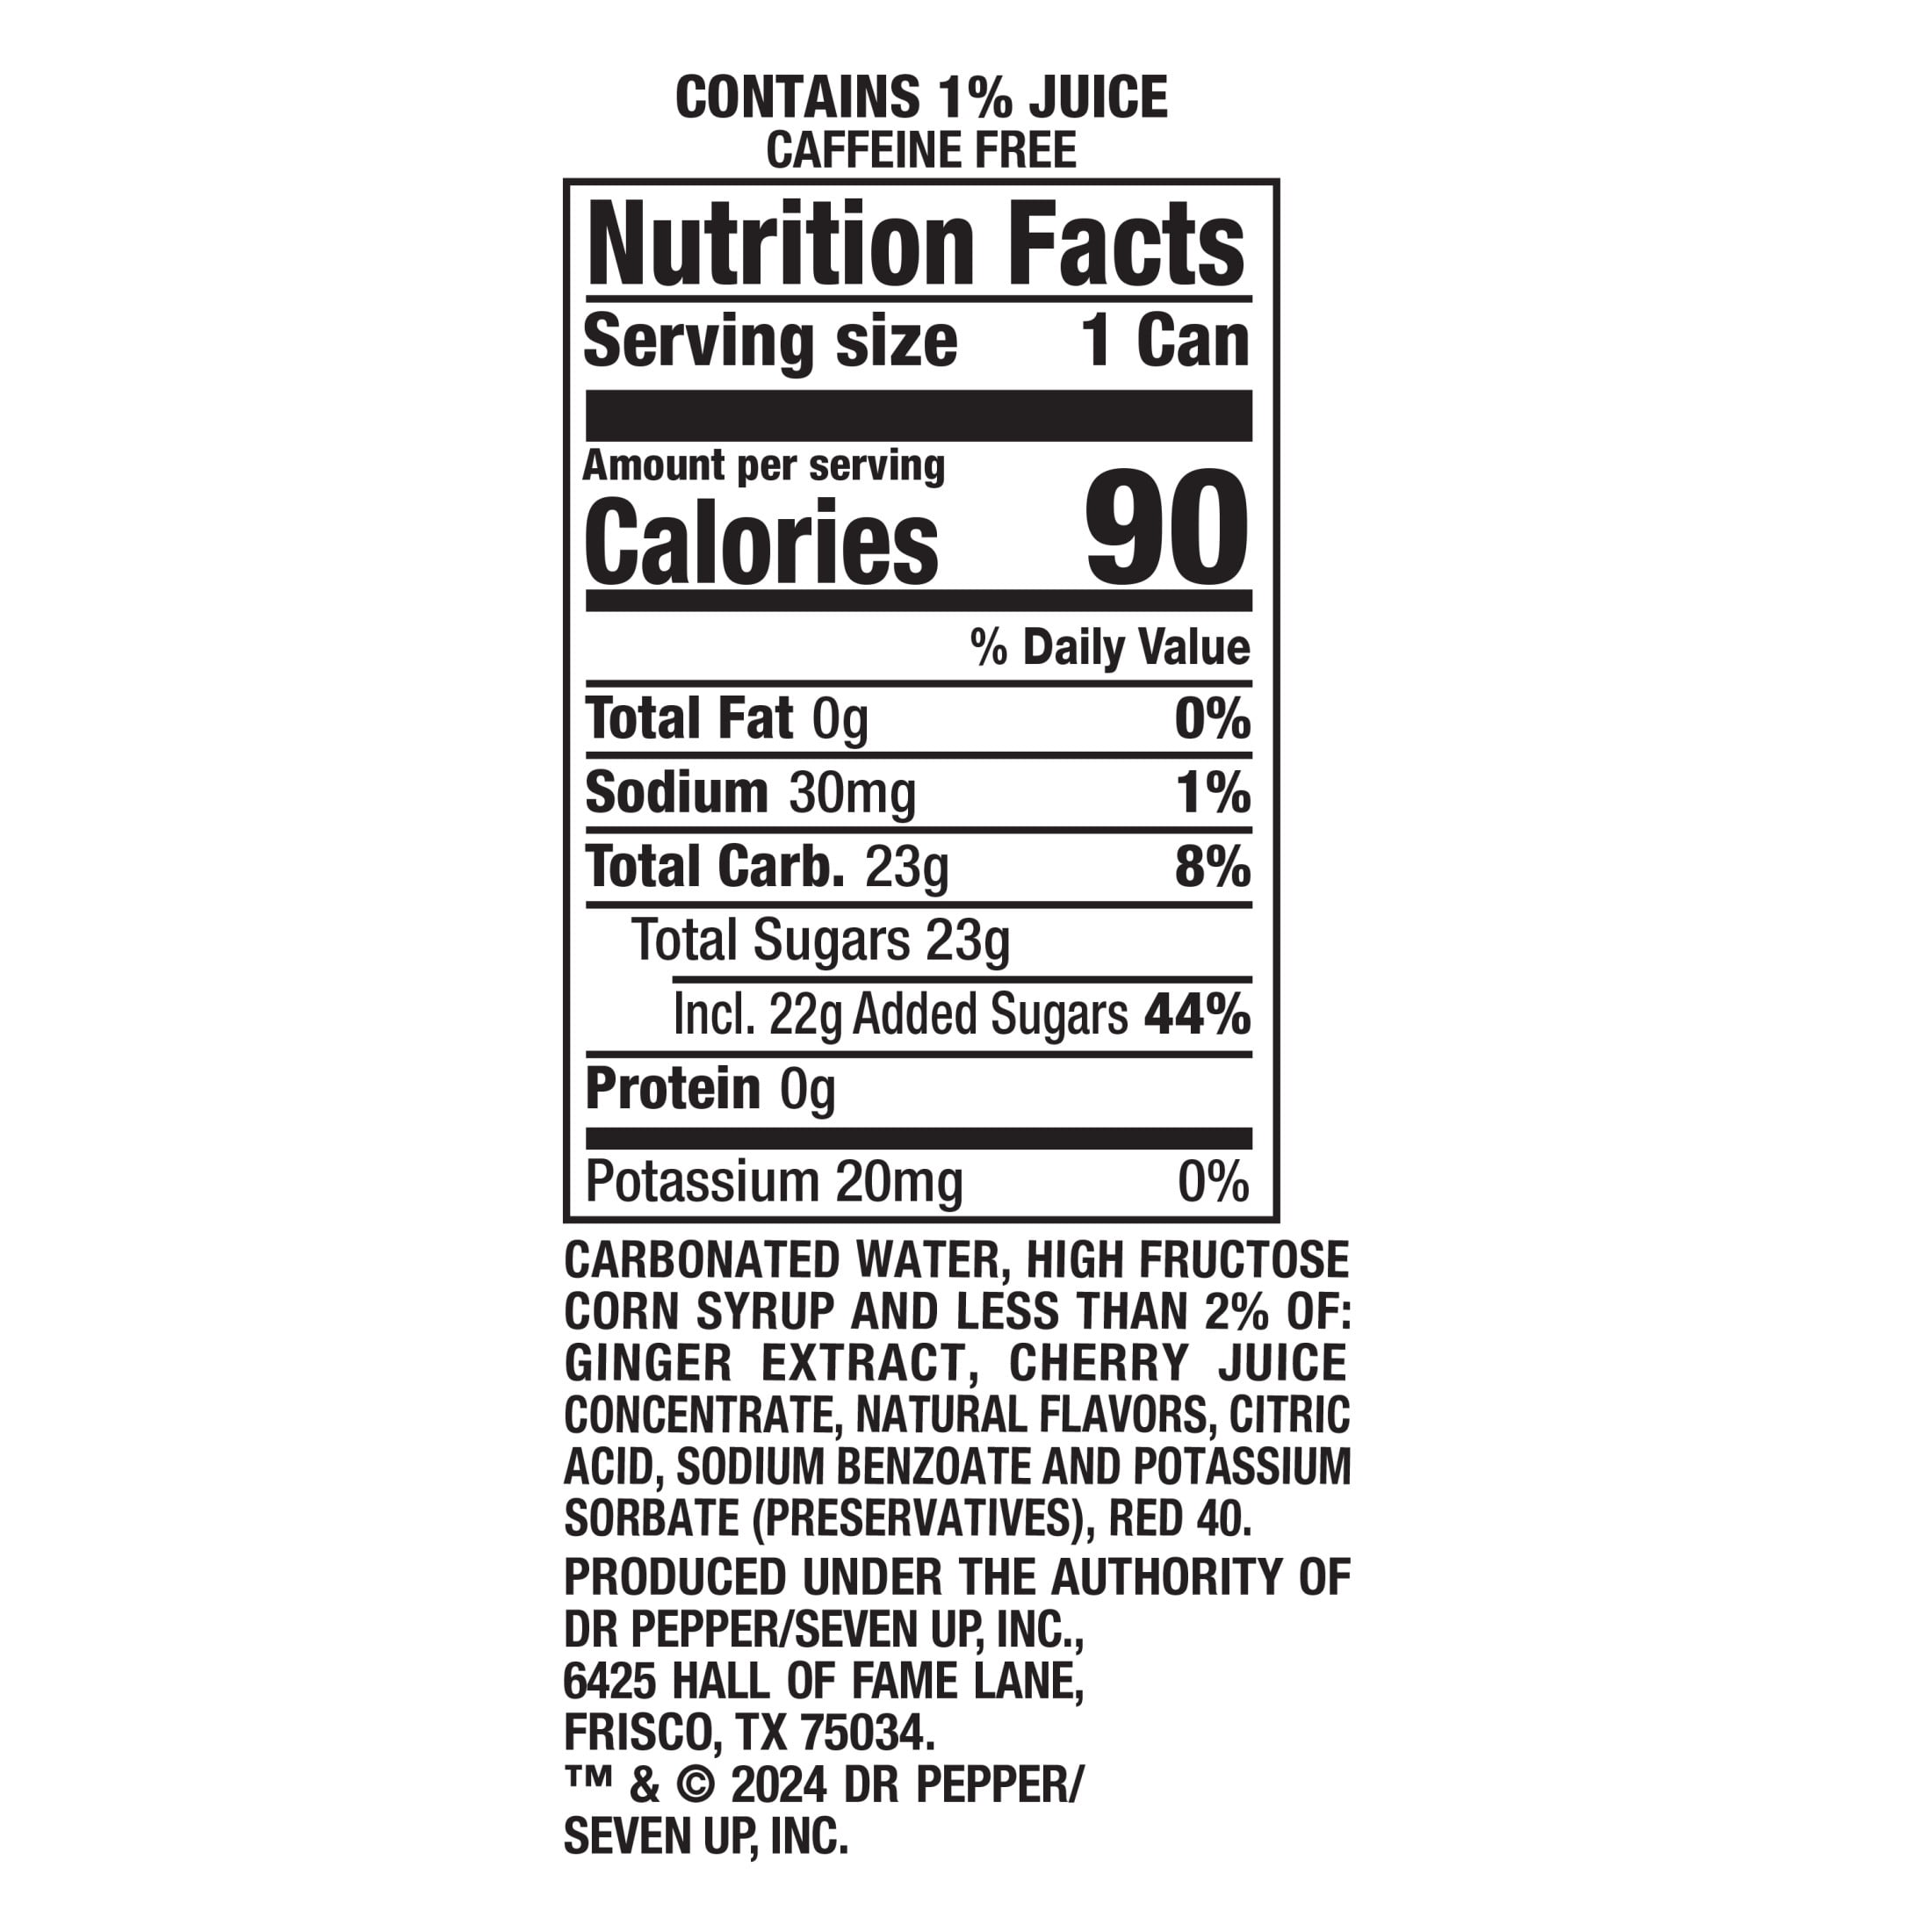 CONTAINS 1% JUICE
CAFFEINE FREE
Nutrition Facts
Serving size 1 Can
Amount per serving
Calories 90
% Daily Value
Total Fat 0g 0%
Sodium 30mg 1%
Total Carb. 23g 8%
Total Sugars 23g
Incl. 22g Added Sugars 44%
Protein 0g
Potassium 20mg 0%
CARBONATED WATER, HIGH FRUCTOSE
CORN SYRUP AND LESS THAN 2% OF:
GINGER EXTRACT, CHERRY JUICE
CONCENTRATE, NATURAL FLAVORS, CITRIC
ACID, SODIUM BENZOATE AND POTASSIUM
SORBATE (PRESERVATIVES), RED 40.
PRODUCED UNDER THE AUTHORITY OF
DR PEPPER/SEVEN UP, INC.,
6425 HALL OF FAME LANE,
FRISCO, TX 75034.
™ & © 2024 DR PEPPER/
SEVEN UP, INC.